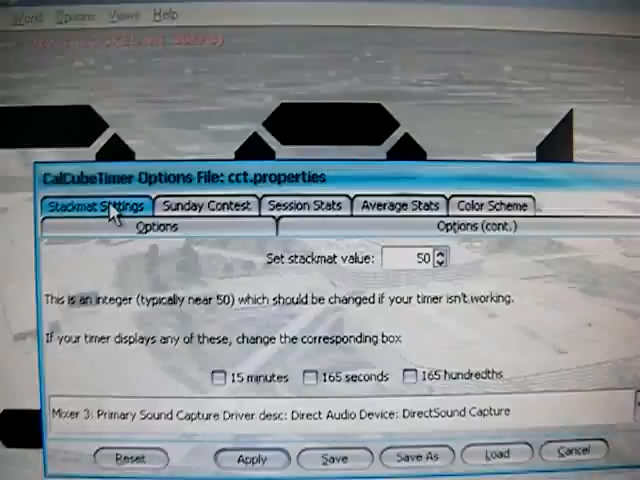 World Options Views Help
CalCubeTimer Options File: cct.properties
Stackmat Settings Sunday Contest Session Stats Average Stats Color Scheme
Options Options (cont.)
Set stackmat value: 50
This is an integer (typically near 50) which should be changed if your timer isn't working.
If your timer displays any of these, change the corresponding box
15 minutes 165 seconds 165 hundredths
Mixer 3: Primary Sound Capture Driver desc: Direct Audio Device: DirectSound Capture
Reset Apply Save Save As Load Cancel